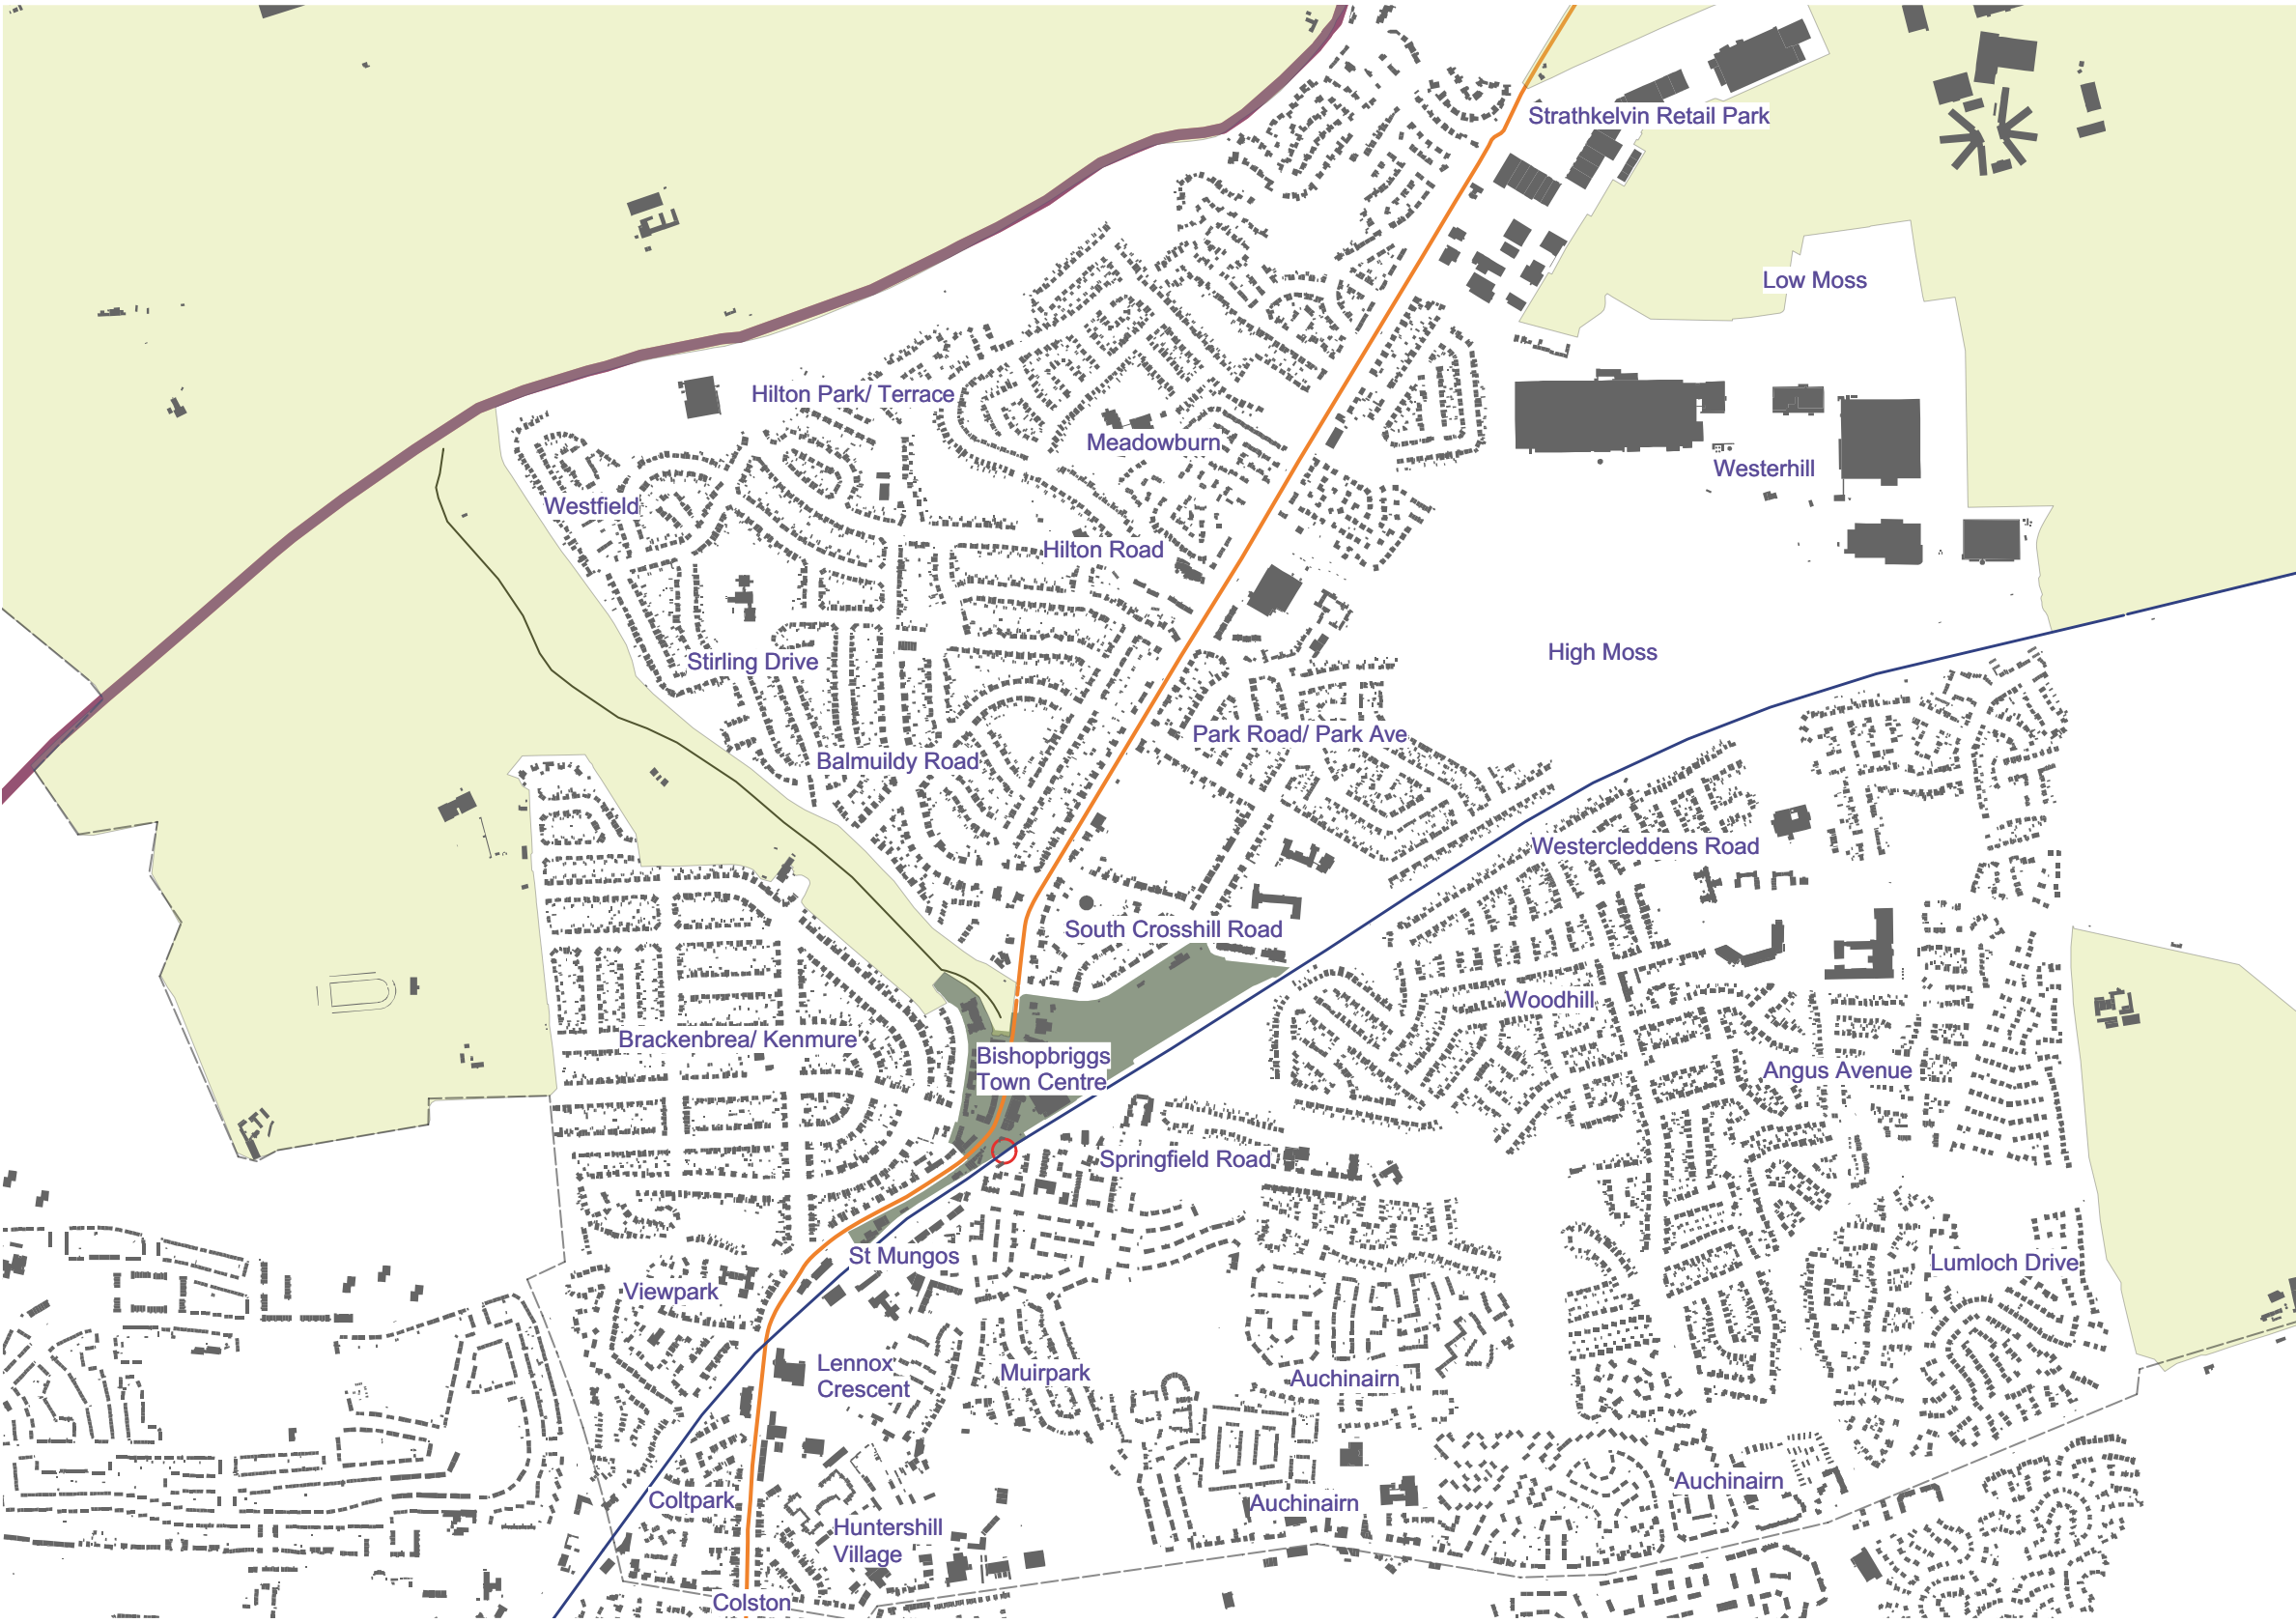 Strathkelvin Retail Park
Low Moss
Hilton Park/ Terrace
Meadowburn
Westerhill
Westfield
Hilton Road
High Moss
Stirling Drive
Park Road/ Park Ave
Balmuildy Road
Westercleddens Road
South Crosshill Road
Woodhill
Brackenbrea/ Kenmure
Bishopbriggs
Town Centre
Angus Avenue
Springfield Road
St Mungos
Lumloch Drive
Viewpark
Lennox
Crescent
Muirpark
Auchinairn
Auchinairn
Coltpark
Auchinairn
Huntershill
Village
Colston